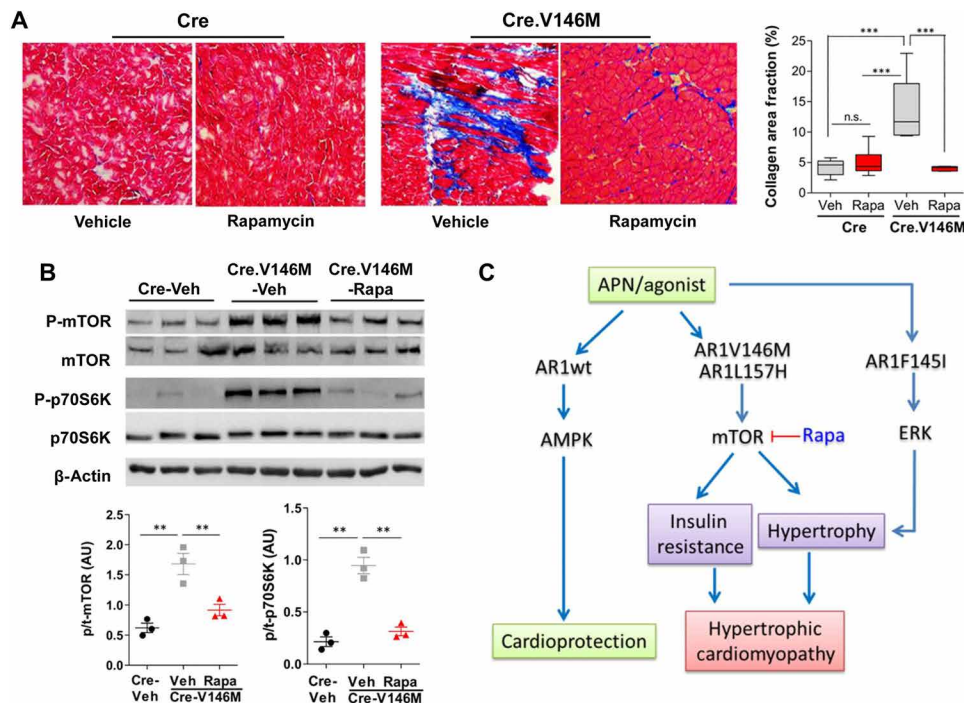 A
Cre
Cre.V146M
Vehicle
Rapamycin
Vehicle
Rapamycin
Collagen area fraction (%)
25
20
15
10
5
0
***
***
***
n.s.
Veh Rapa Veh Rapa
Cre
Cre.V146M
B
Cre-Veh
Cre.V146M
-Veh
Cre.V146M
-Rapa
P-mTOR
mTOR
P-p70S6K
p70S6K
β-Actin
p/t-mTOR (AU)
2.0
1.5
1.0
0.5
0.0
** **
Cre-
Veh
Veh Rapa
Cre-V146M
p/t-p70S6K (AU)
1.5
1.0
0.5
0.0
** **
Cre-
Veh
Veh Rapa
Cre-V146M
C
APN/agonist
AR1wt
AR1V146M
AR1L157H
AR1F145I
AMPK
mTOR
Rapa
ERK
Insulin
resistance
Hypertrophy
Cardioprotection
Hypertrophic
cardiomyopathy